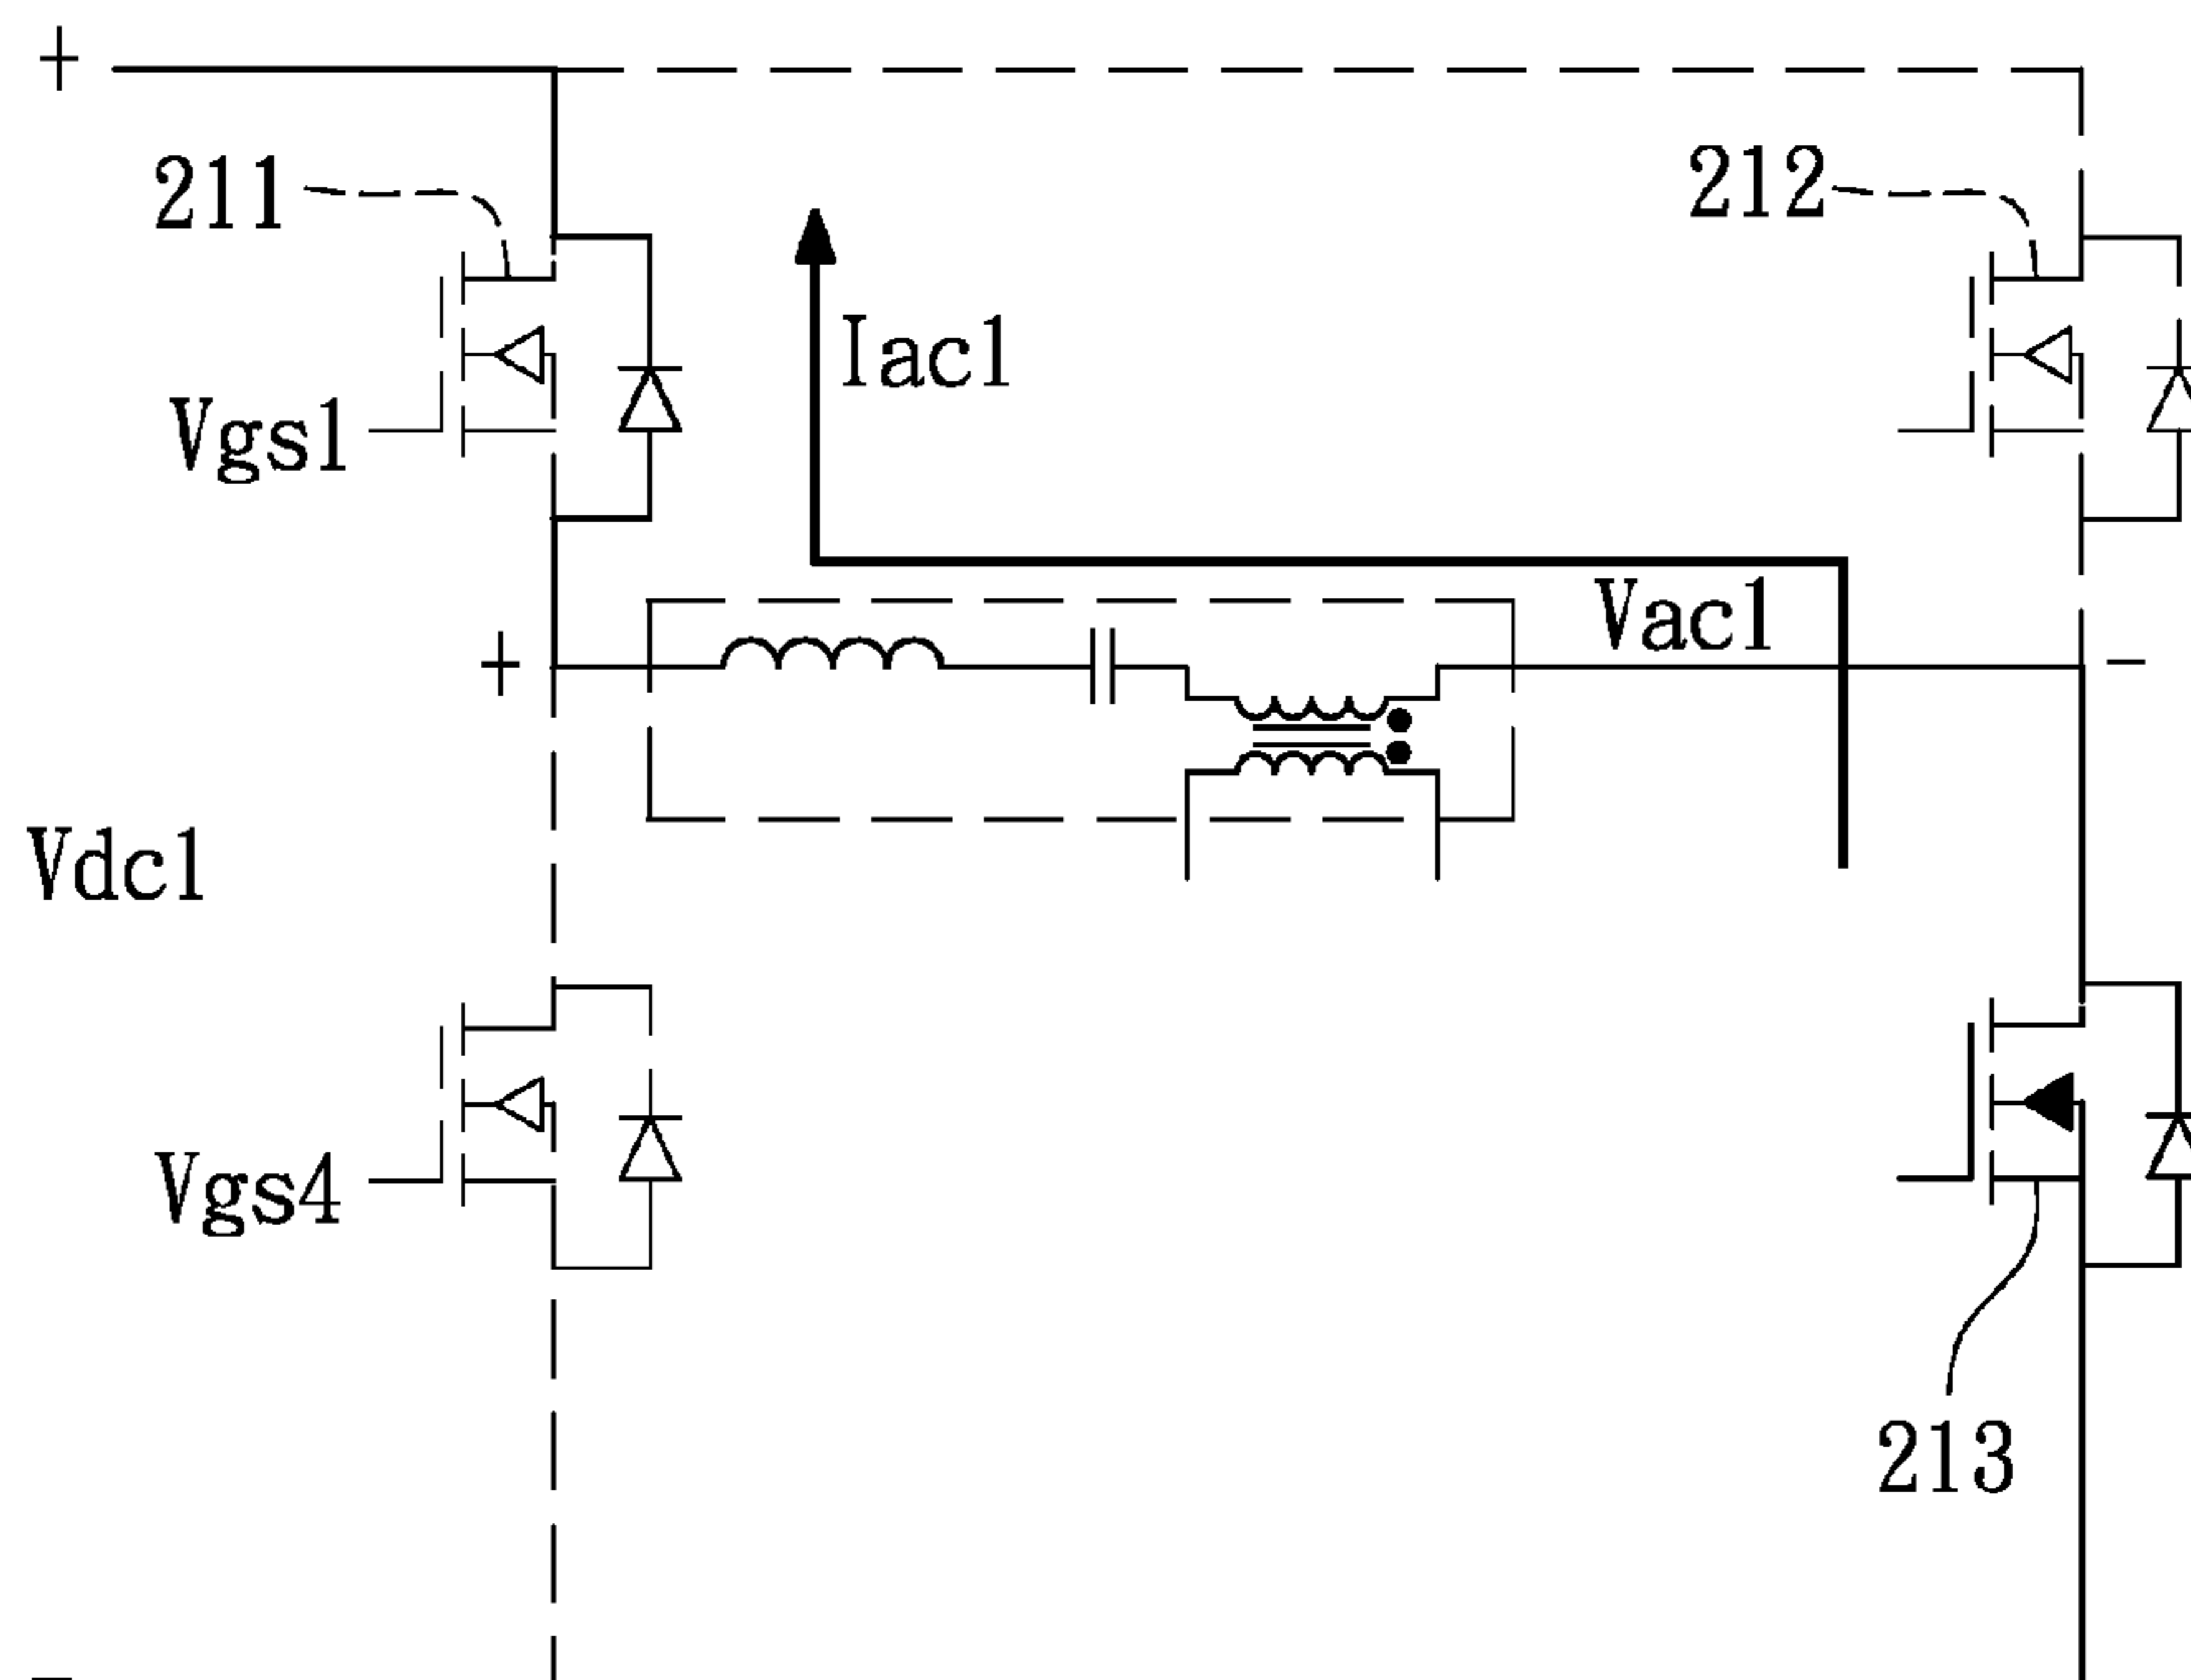 +
211
212
Iac1
Vgs1
Vac1
+
-
Vdc1
Vgs4
213
-